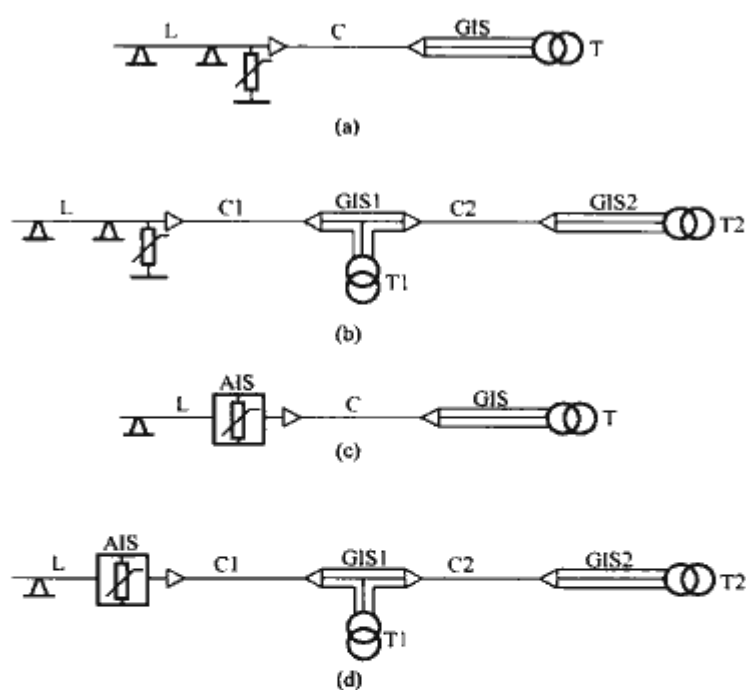 L C GIS T
(a)
L C1 GIS1 C2 GIS2 T2
T1
(b)
AIS
L C GIS T
(c)
AIS
L C1 GIS1 C2 GIS2 T2
T1
(d)